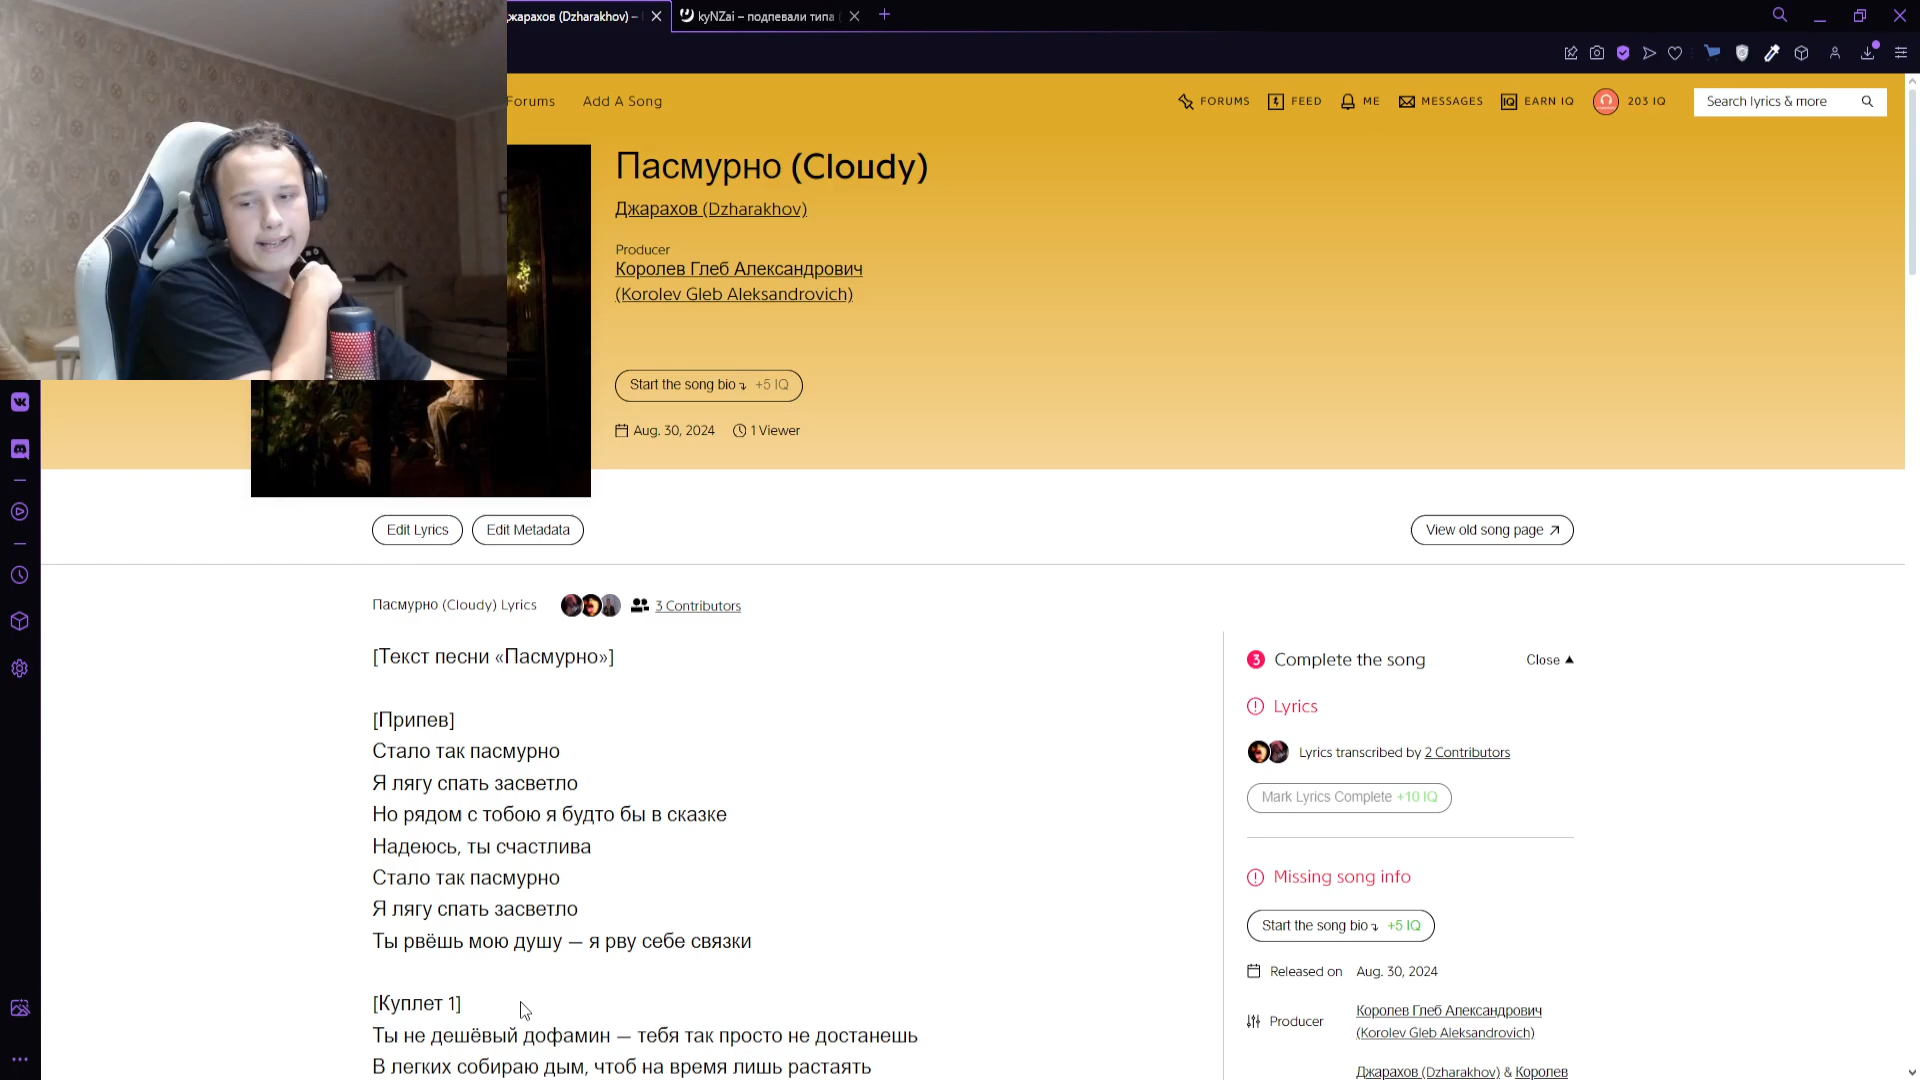 жарахов (Dzharakhov) –
kyNZai – подпевали типа
Forums
Add A Song
FORUMS
FEED
ME
MESSAGES
IQ
EARN IQ
203 IQ
Search lyrics & more
Пасмурно (Cloudy)
Джарахов (Dzharakhov)
Producer
Королев Глеб Александрович
(Korolev Gleb Aleksandrovich)
Start the song bio +5 IQ
Aug. 30, 2024
1 Viewer
Edit Lyrics
Edit Metadata
View old song page
Пасмурно (Cloudy) Lyrics
3 Contributors
[Текст песни «Пасмурно»]
[Припев]
Стало так пасмурно
Я лягу спать засветло
Но рядом с тобою я будто бы в сказке
Надеюсь, ты счастлива
Стало так пасмурно
Я лягу спать засветло
Ты рвёшь мою душу — я рву себе связки
[Куплет 1]
Ты не дешёвый дофамин — тебя так просто не достанешь
В легких собираю дым, чтоб на время лишь растаять
3 Complete the song
Close
Lyrics
Lyrics transcribed by 2 Contributors
Mark Lyrics Complete +10 IQ
Missing song info
Start the song bio +5 IQ
Released on Aug. 30, 2024
Producer
Королев Глеб Александрович
(Korolev Gleb Aleksandrovich)
Джарахов (Dzharakhov) & Королев